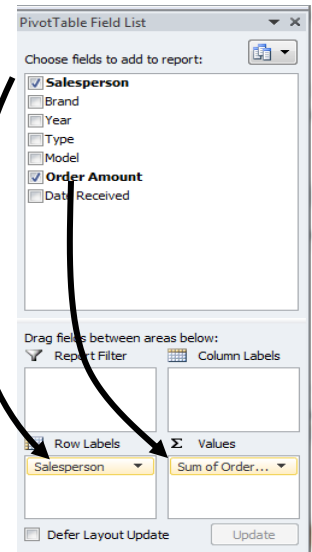 PivotTable Field List
Choose fields to add to report:
Salesperson
Brand
Year
Type
Model
Order Amount
Date Received
Drag fields between areas below:
Report Filter
Column Labels
Row Labels
Σ Values
Salesperson
Sum of Order...
Defer Layout Update
Update